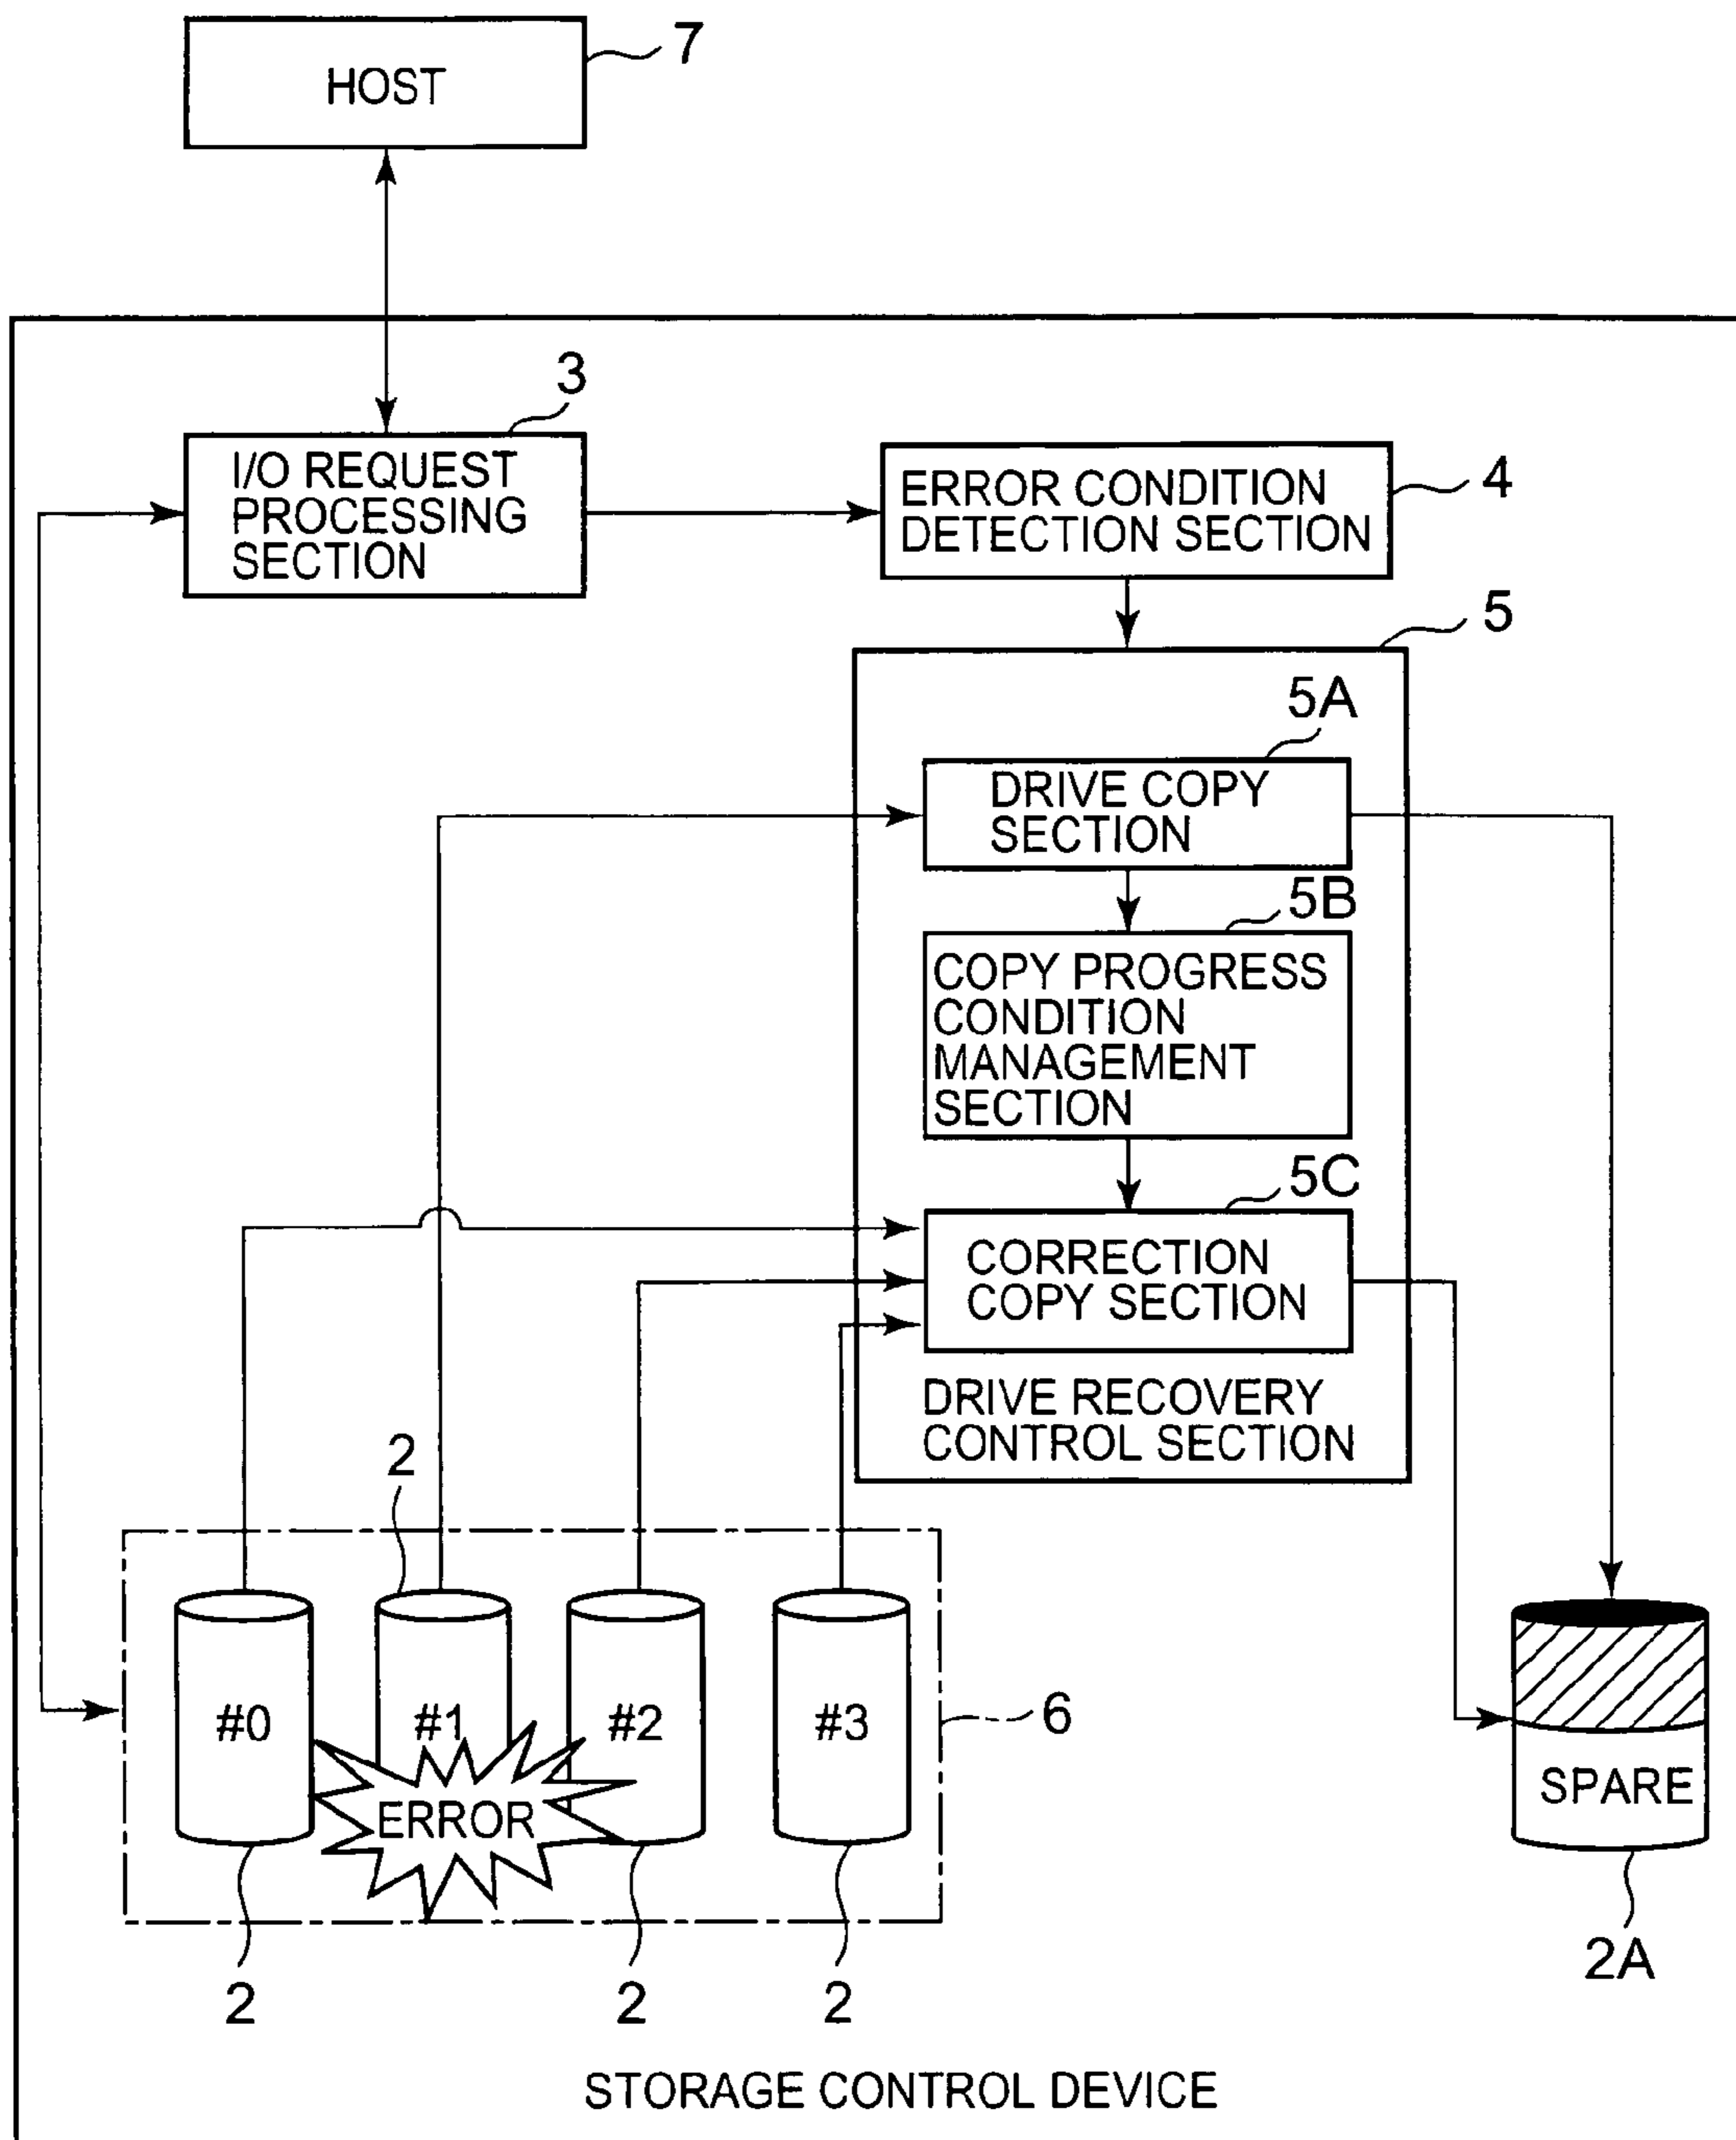 7
HOST
3
I/O REQUEST
PROCESSING
SECTION
ERROR CONDITION
DETECTION SECTION
4
5
5A
DRIVE COPY
SECTION
5B
COPY PROGRESS
CONDITION
MANAGEMENT
SECTION
5C
CORRECTION
COPY SECTION
DRIVE RECOVERY
CONTROL SECTION
2
#0
#1
#2
#3
6
ERROR
SPARE
2
2
2
2A
STORAGE CONTROL DEVICE